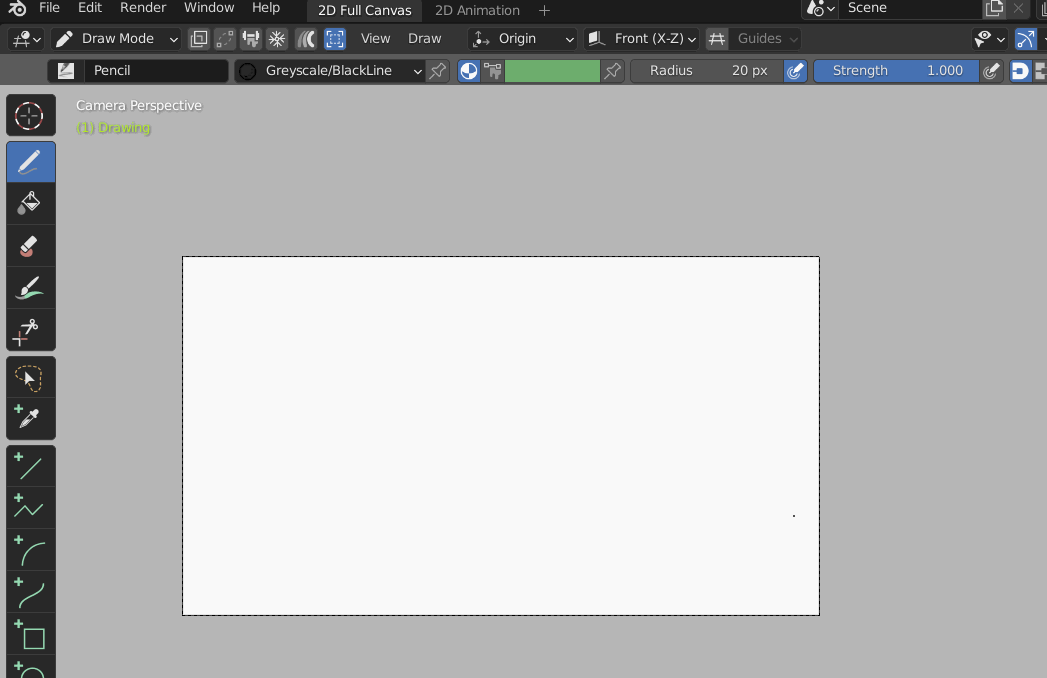 File Edit Render Window Help 2D Full Canvas 2D Animation + Scene
Draw Mode View Draw Origin Front (X-Z) Guides
Pencil Greyscale/BlackLine Radius 20 px Strength 1.000
Camera Perspective
(1) Drawing